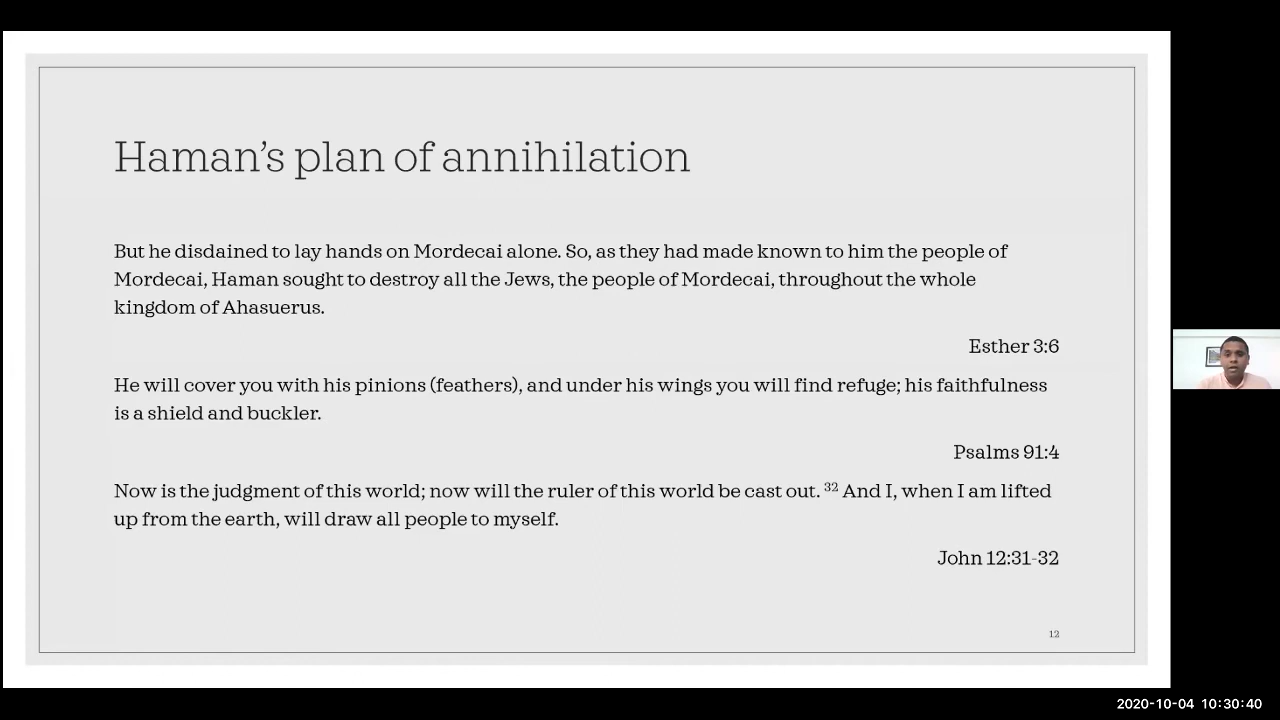 Haman’s plan of annihilation
But he disdained to lay hands on Mordecai alone. So, as they had made known to him the people of
Mordecai, Haman sought to destroy all the Jews, the people of Mordecai, throughout the whole
kingdom of Ahasuerus.
Esther 3:6
He will cover you with his pinions (feathers), and under his wings you will find refuge; his faithfulness
is a shield and buckler.
Psalms 91:4
Now is the judgment of this world; now will the ruler of this world be cast out. ³² And I, when I am lifted
up from the earth, will draw all people to myself.
John 12:31-32
12
2020-10-04 10:30:40